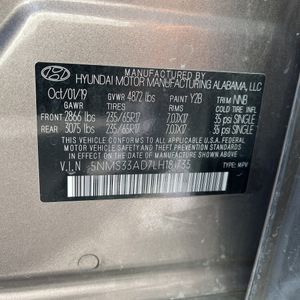 MANUFACTURED BY
HYUNDAI MOTOR MANUFACTURING ALABAMA, LLC
Oct/01/19 GVWR 4872 lbs PAINT Y2B TRIM NNB
GAWR TIRES RIMS COLD TIRE INFL
FRONT 2866 lbs 235/65R17 7.0JX17 35 psi SINGLE
REAR 3075 lbs 235/65R17 7.0JX17 35 psi SINGLE
THIS VEHICLE CONFORMS TO ALL APPLICABLE U.S.A. FEDERAL
MOTOR VEHICLE SAFETY, BUMPER, AND THEFT PREVENTION
STANDARDS IN EFFECT ON THE DATE OF MANUFACTURE SHOWN ABOVE.
V.I.N TYPE: MPV